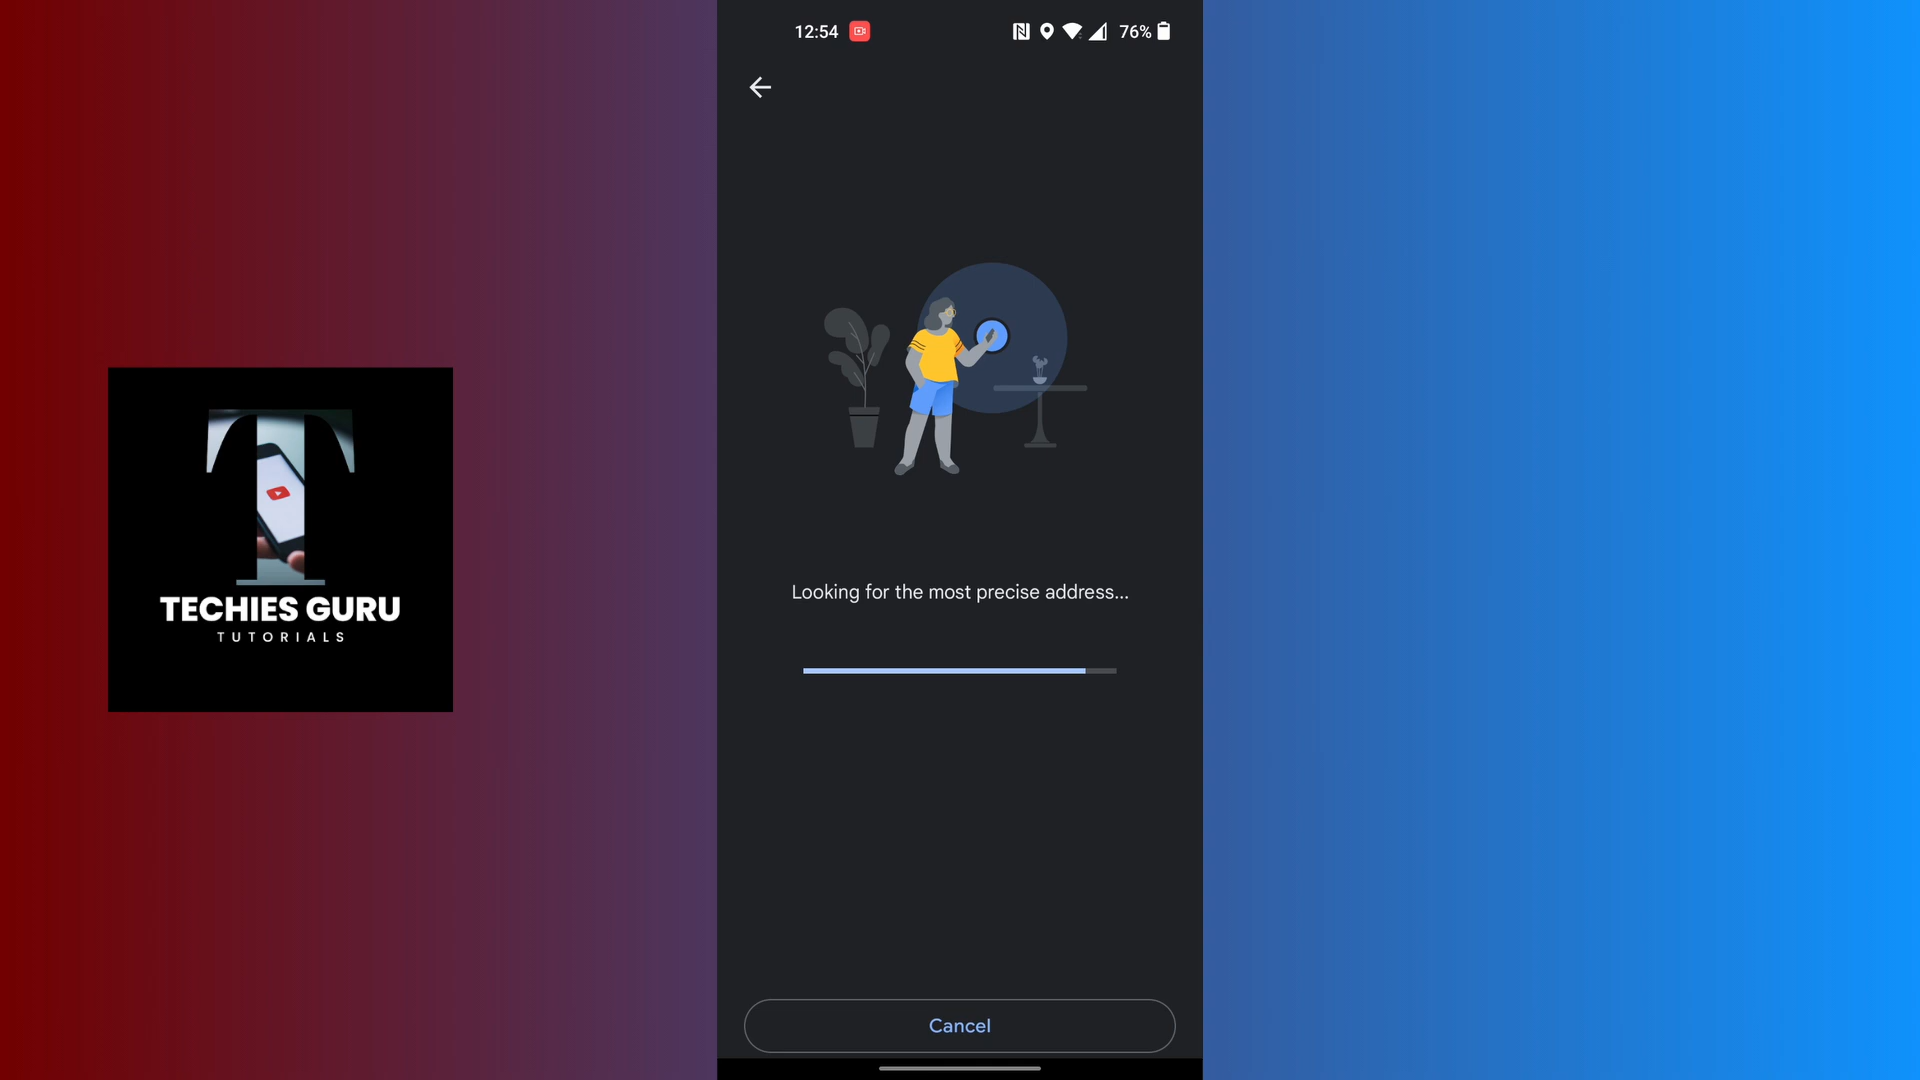 12:54
76%
TECHIES GURU
TUTORIALS
Looking for the most precise address...
Cancel